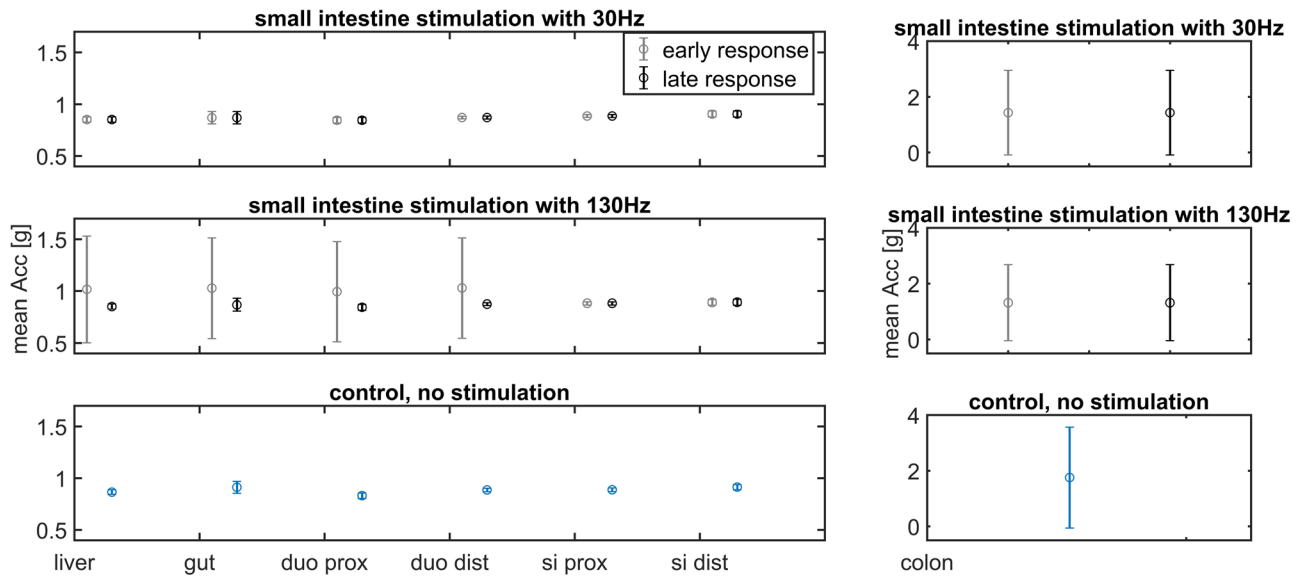 small intestine stimulation with 30Hz
1.5
1
0.5
early response
late response
small intestine stimulation with 30Hz
4
2
0
small intestine stimulation with 130Hz
mean Acc [g]
1.5
1
0.5
small intestine stimulation with 130Hz
mean Acc [g]
4
2
0
control, no stimulation
1.5
1
0.5
liver gut duo prox duo dist si prox si dist
control, no stimulation
4
2
0
colon